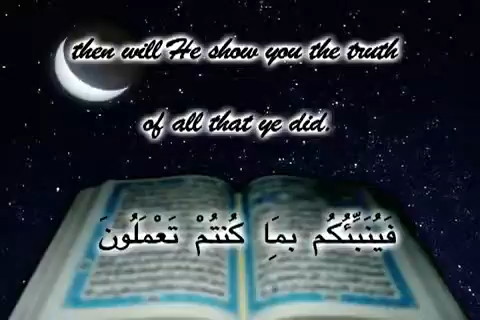 then will He show you the truth
of all that ye did.
فَيُنَبِّئُكُم بِمَا كُنتُمْ تَعْمَلُونَ